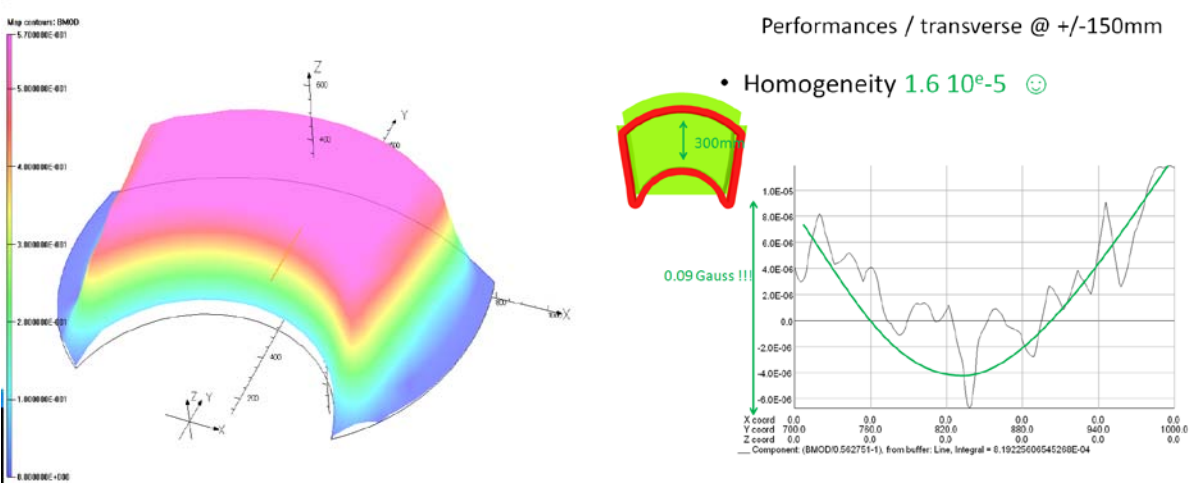 Map contours: BMOD
5.700000E-001
5.000000E-001
4.000000E-001
3.000000E-001
2.000000E-001
1.000000E-001
0.000000E+000
Z
600
400
Y
X
800
400
200
Z
Y
X
Performances / transverse @ +/-150mm
• Homogeneity 1.6 10e-5 ☺
300mm
0.09 Gauss !!!
1.0E-05
8.0E-06
6.0E-06
4.0E-06
2.0E-06
0.0
-2.0E-06
-4.0E-06
-6.0E-06
X coord 0.0 0.0 0.0 0.0 0.0 0.0
Y coord 700.0 760.0 820.0 880.0 940.0 1000.0
Z coord 0.0 0.0 0.0 0.0 0.0 0.0
Component: (BMOD/0.562751-1), from buffer: Line, Integral = 8.19225606545268E-04